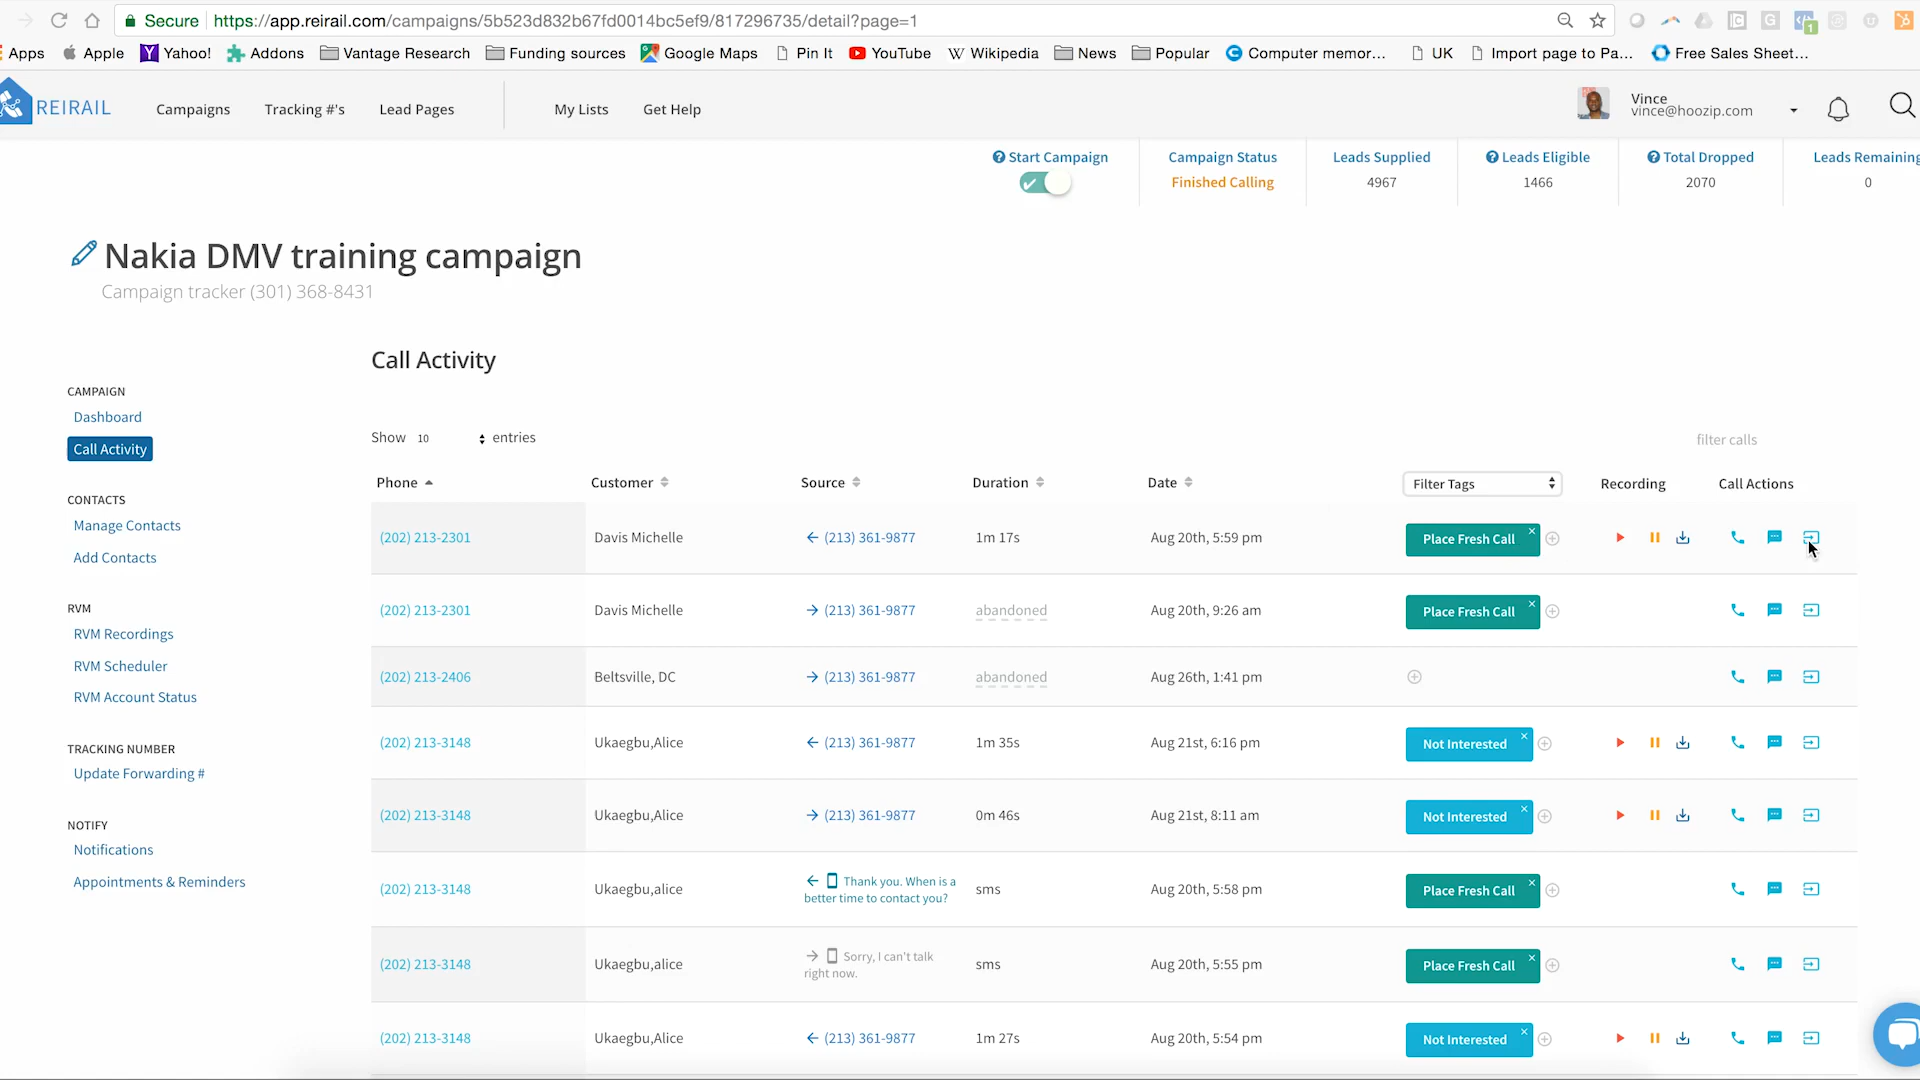 Secure https://app.reirail.com/campaigns/5b523d832b67fd0014bc5ef9/817296735/detail?page=1
Apps Apple Yahoo! Addons Vantage Research Funding sources Google Maps Pin It YouTube Wikipedia News Popular Computer memor... UK Import page to Pa... Free Sales Sheet...
REIRAIL Campaigns Tracking #'s Lead Pages My Lists Get Help Vince
vince@hoozip.com
Start Campaign Campaign Status Leads Supplied Leads Eligible Total Dropped Leads Remaining
Finished Calling 4967 1466 2070 0
Nakia DMV training campaign
Campaign tracker (301) 368-8431
Call Activity
CAMPAIGN
Dashboard
Call Activity
CONTACTS
Manage Contacts
Add Contacts
RVM
RVM Recordings
RVM Scheduler
RVM Account Status
TRACKING NUMBER
Update Forwarding #
NOTIFY
Notifications
Appointments & Reminders
Show 10 entries filter calls
Phone Customer Source Duration Date Filter Tags Recording Call Actions
(202) 213-2301 Davis Michelle ← (213) 361-9877 1m 17s Aug 20th, 5:59 pm Place Fresh Call ×
(202) 213-2301 Davis Michelle → (213) 361-9877 abandoned Aug 20th, 9:26 am Place Fresh Call ×
(202) 213-2406 Beltsville, DC → (213) 361-9877 abandoned Aug 26th, 1:41 pm
(202) 213-3148 Ukaegbu,Alice ← (213) 361-9877 1m 35s Aug 21st, 6:16 pm Not Interested ×
(202) 213-3148 Ukaegbu,Alice → (213) 361-9877 0m 46s Aug 21st, 8:11 am Not Interested ×
(202) 213-3148 Ukaegbu,alice ← Thank you. When is a
better time to contact you? sms Aug 20th, 5:58 pm Place Fresh Call ×
(202) 213-3148 Ukaegbu,alice → Sorry, I can't talk
right now. sms Aug 20th, 5:55 pm Place Fresh Call ×
(202) 213-3148 Ukaegbu,Alice ← (213) 361-9877 1m 27s Aug 20th, 5:54 pm Not Interested ×